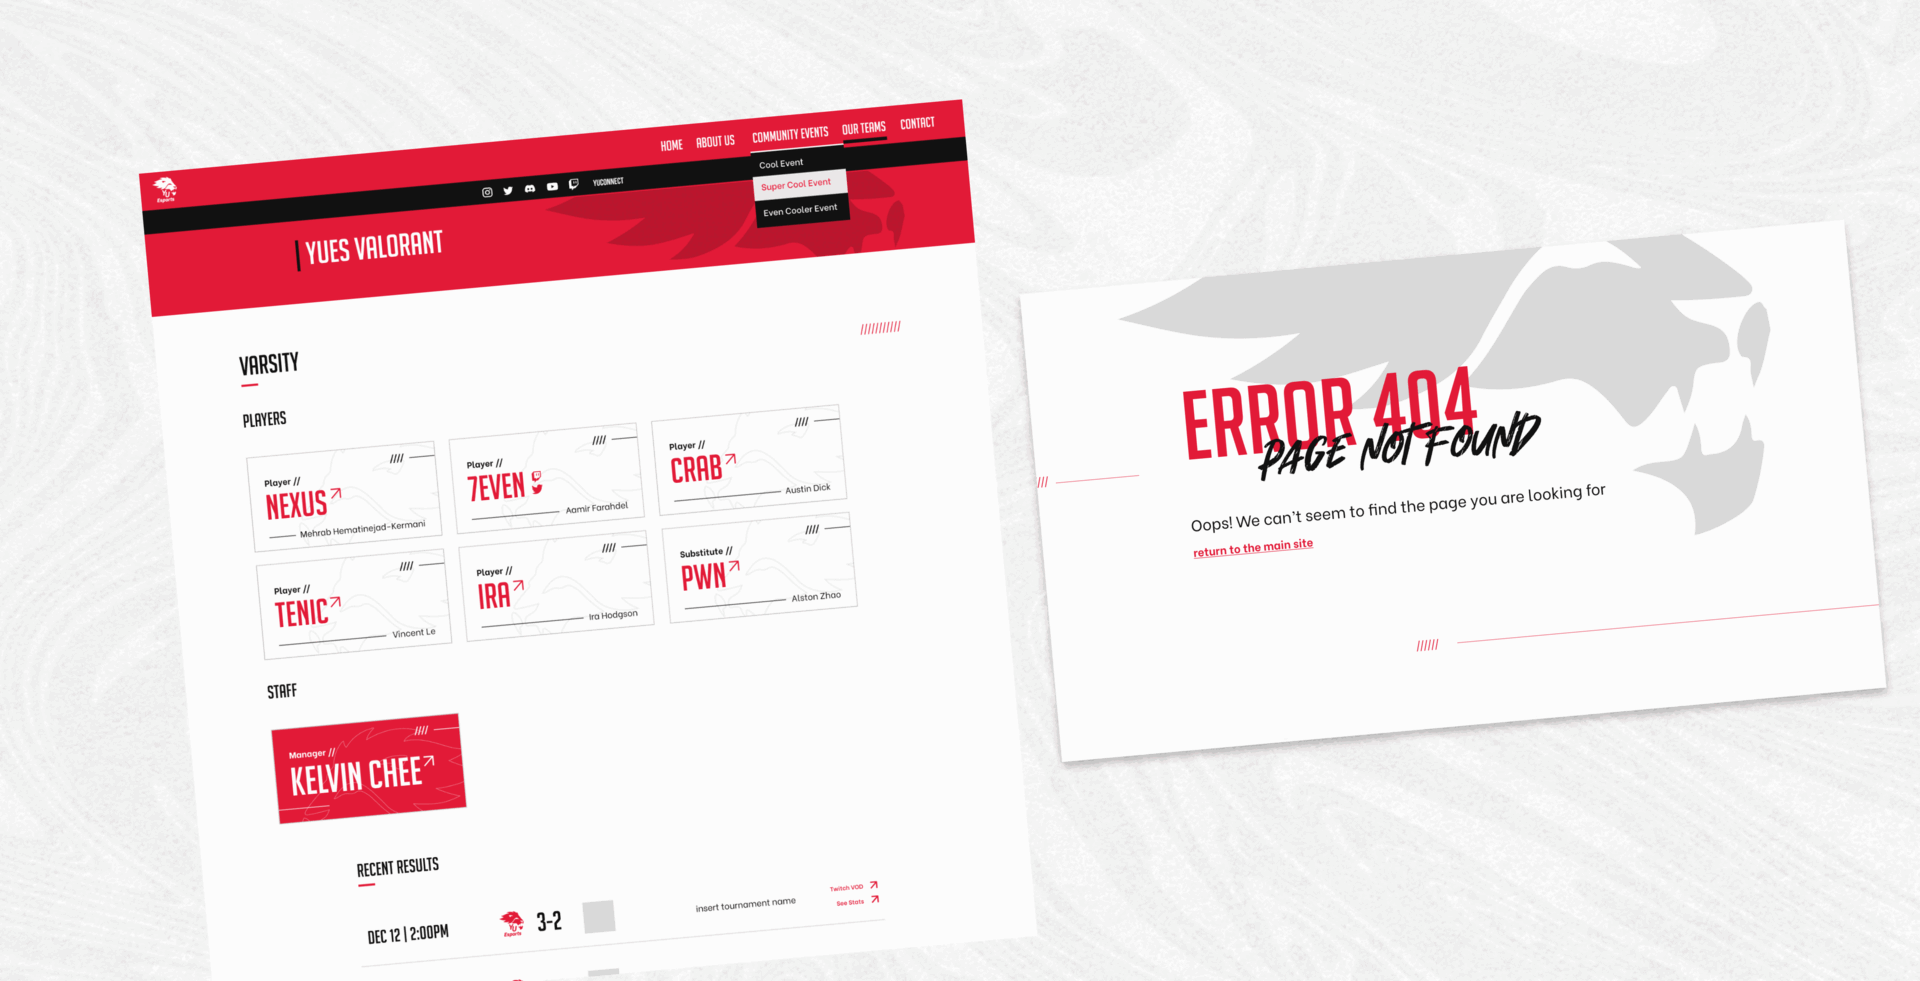 HOME ABOUT US COMMUNITY EVENTS OUR TEAMS CONTACT
YU
Esports
YUCONNECT
Cool Event
Super Cool Event
Even Cooler Event
YUES VALORANT
///////////
VARSITY
PLAYERS
////
Player //
NEXUS
Mehrab Hematinejad-Kermani
////
Player //
7EVEN
Aamir Farahdel
////
Player //
CRAB
Austin Dick
////
Player //
TENIC
Vincent Le
////
Player //
IRA
Ira Hodgson
////
Substitute //
PWN
Alston Zhao
STAFF
////
Manager //
KELVIN CHEE
RECENT RESULTS
DEC 12 | 2:00PM
YU
Esports
3-2
insert tournament name
Twitch VOD
See Stats
ERROR 404
PAGE NOT FOUND
///
Oops! We can't seem to find the page you are looking for
return to the main site
//////